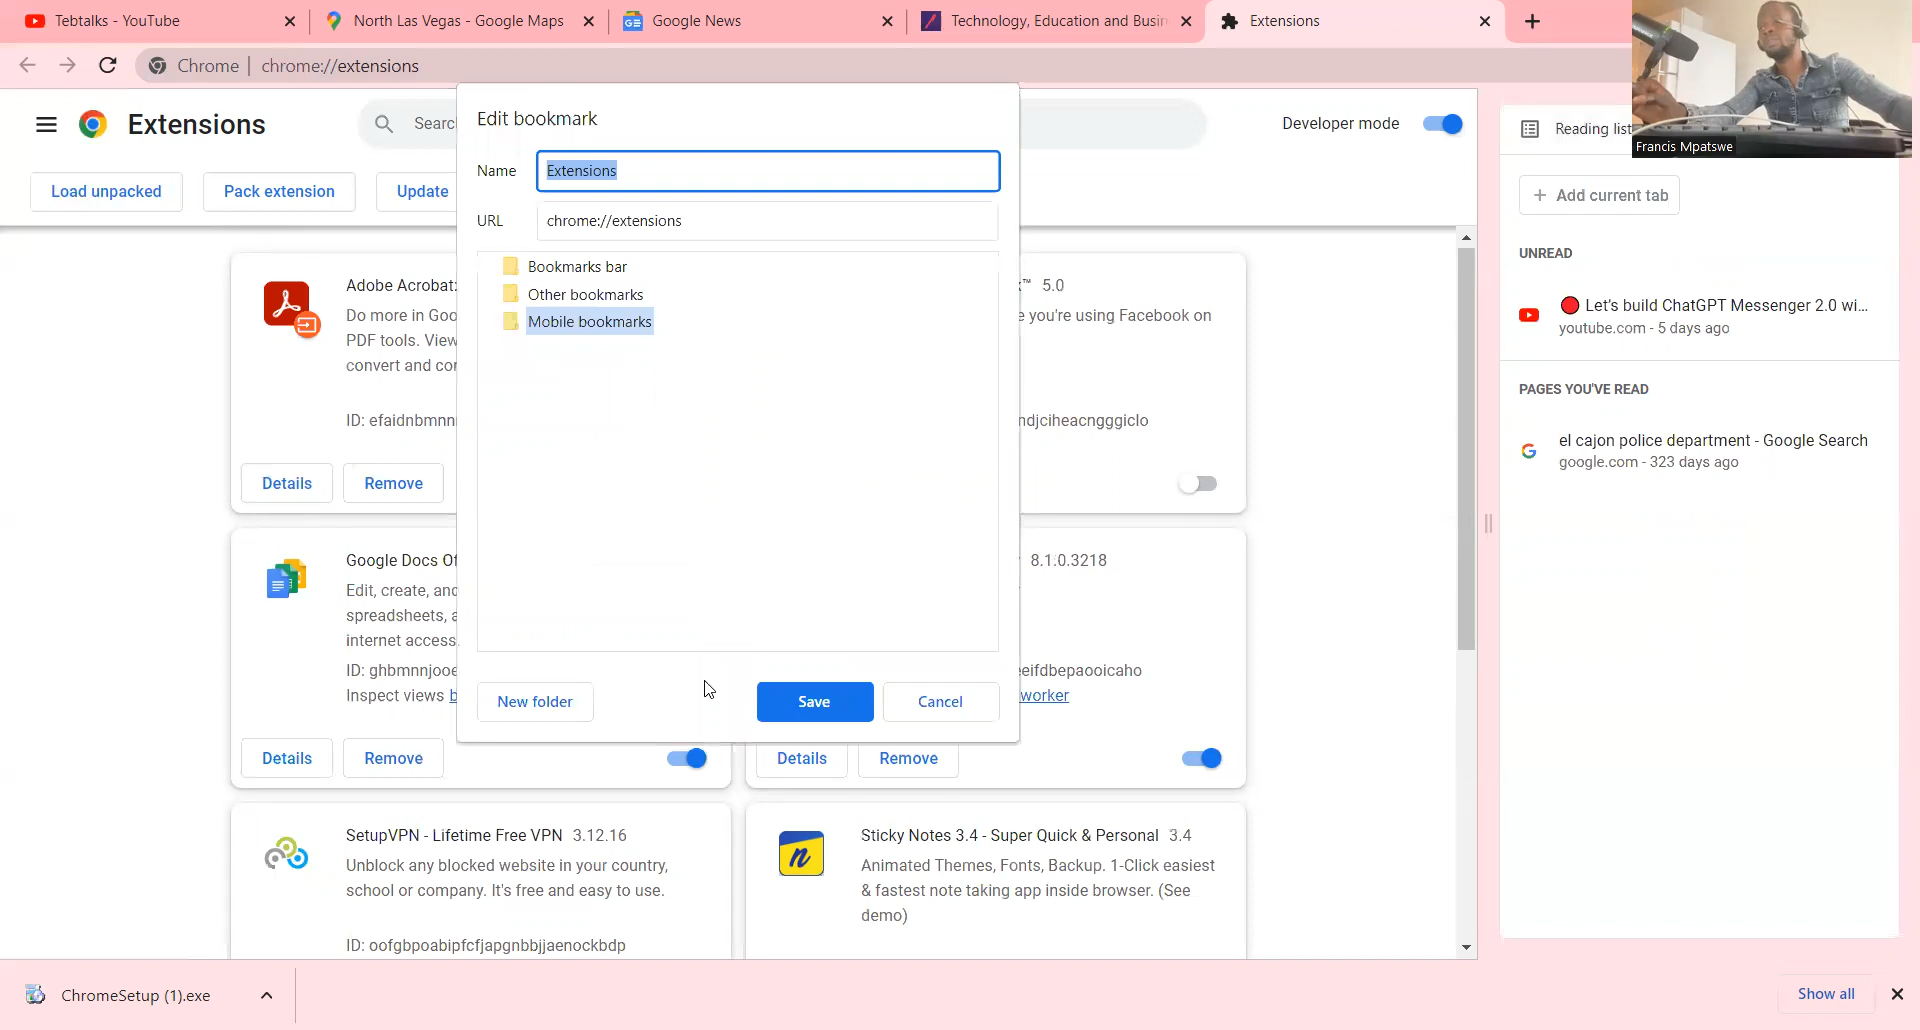 Tebtalks - YouTube
North Las Vegas - Google Maps
Google News
Technology, Education and Busin
Extensions
Chrome
chrome://extensions
Francis Mpatswe
Extensions
Searc
Developer mode
Load unpacked
Pack extension
Update
Edit bookmark
Name
Extensions
URL
chrome://extensions
Bookmarks bar
Other bookmarks
Mobile bookmarks
New folder
Save
Cancel
Adobe Acrobat:
Do more in Goo
PDF tools. View
convert and con
ID: efaidnbmnn
Details
Remove
™ 5.0
e you're using Facebook on
ndjciheacngggiclo
Google Docs Of
Edit, create, and
spreadsheets, a
internet access.
ID: ghbmnnjooe
Inspect views b
Details
Remove
8.1.0.3218
eifdbepaooicaho
worker
Details
Remove
SetupVPN - Lifetime Free VPN 3.12.16
Unblock any blocked website in your country,
school or company. It's free and easy to use.
ID: oofgbpoabipfcfjapgnbbjjaenockbdp
n
Sticky Notes 3.4 - Super Quick & Personal 3.4
Animated Themes, Fonts, Backup. 1-Click easiest
& fastest note taking app inside browser. (See
demo)
Reading list
Add current tab
UNREAD
Let's build ChatGPT Messenger 2.0 wi...
youtube.com - 5 days ago
PAGES YOU'VE READ
el cajon police department - Google Search
google.com - 323 days ago
ChromeSetup (1).exe
Show all